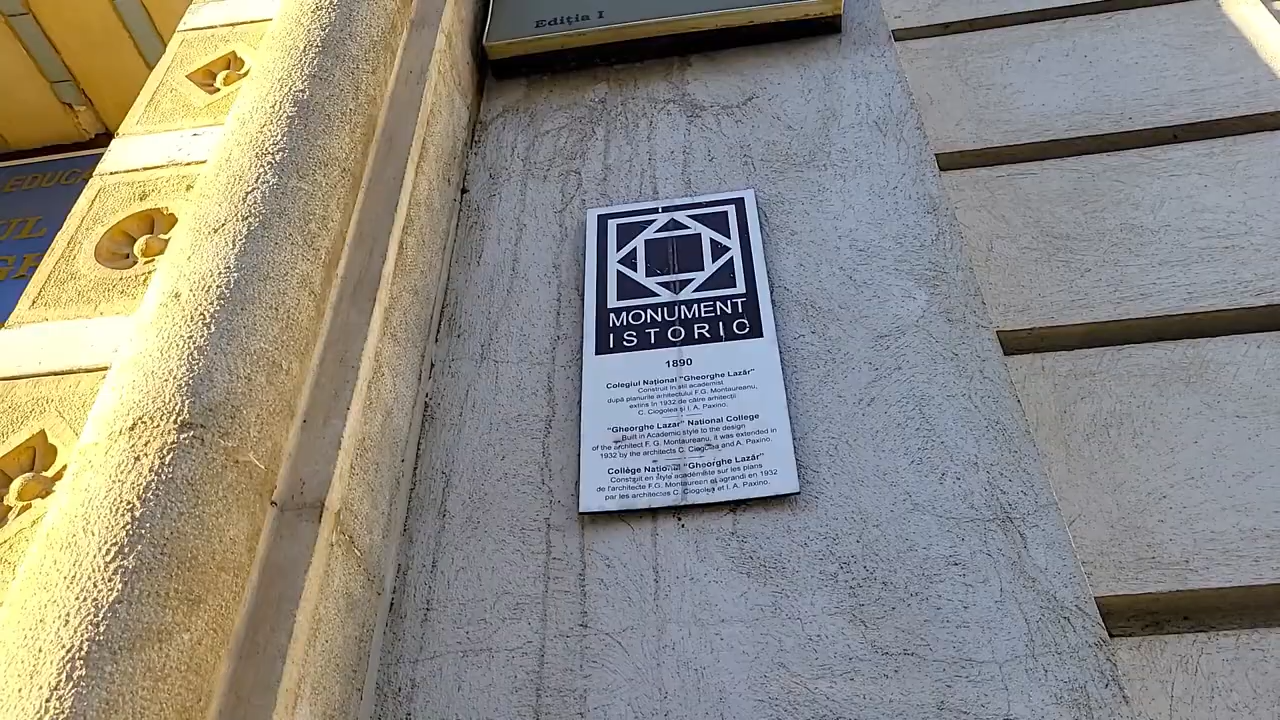 Ediția I
EDUCA
UL
MONUMENT
ISTORIC
1890
Colegiul Național "Gheorghe Lazăr"
Construit în stil academist
după planurile arhitectului F.G. Montaureanu,
extins în 1932 de către arhitecții
C. Ciogolea și I. A. Paxino.
"Gheorghe Lazar" National College
Built in Academic style to the design
of the architect F. G. Montaureanu, it was extended in
1932 by the architects C. Ciogolea and A. Paxino.
Collège National "Gheorghe Lazăr"
Construit en style académiste sur les plans
de l'architecte F.G. Montaurean et agrandi en 1932
par les architectes C. Ciogolea et I. A. Paxino.